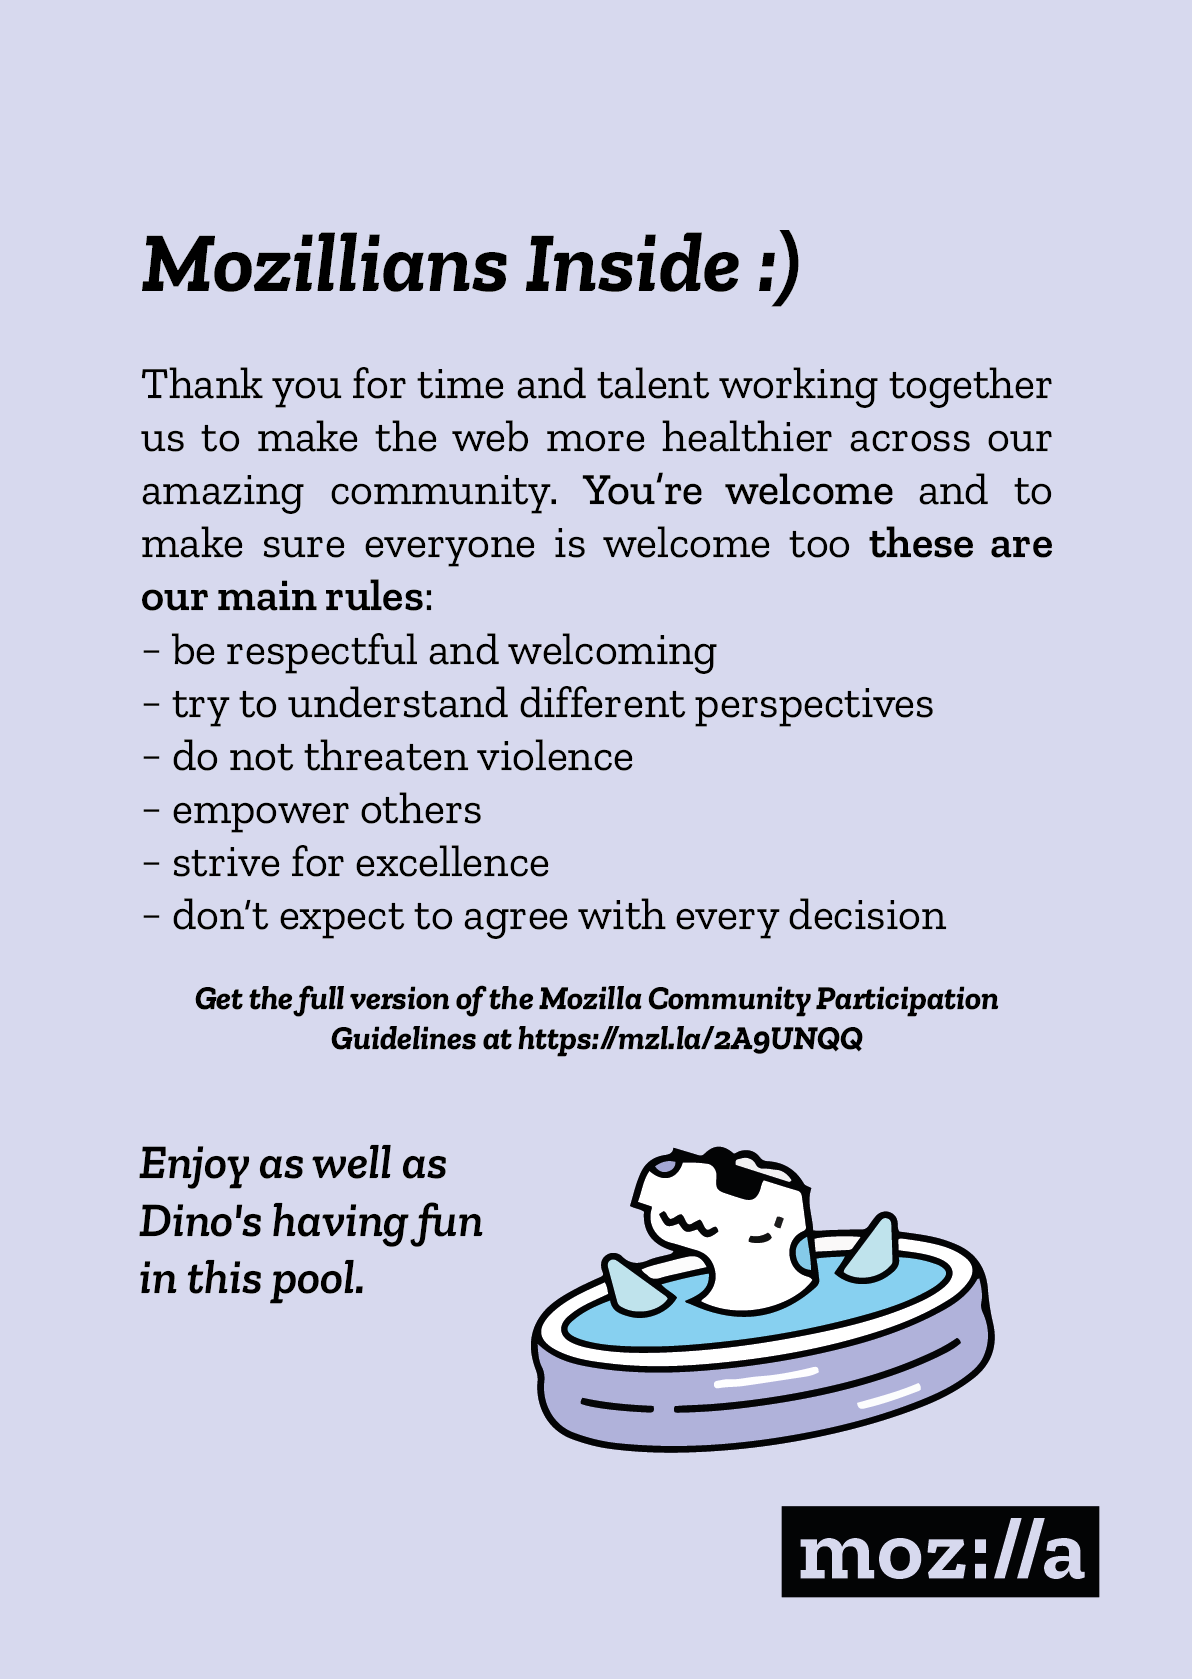 Mozillians Inside :)
Thank you for time and talent working together
us to make the web more healthier across our
amazing community. You’re welcome and to
make sure everyone is welcome too these are
our main rules:
– be respectful and welcoming
– try to understand different perspectives
– do not threaten violence
– empower others
– strive for excellence
– don’t expect to agree with every decision
Get the full version of the Mozilla Community Participation
Guidelines at https://mzl.la/2A9UNQQ
Enjoy as well as
Dino's having fun
in this pool.
moz://a